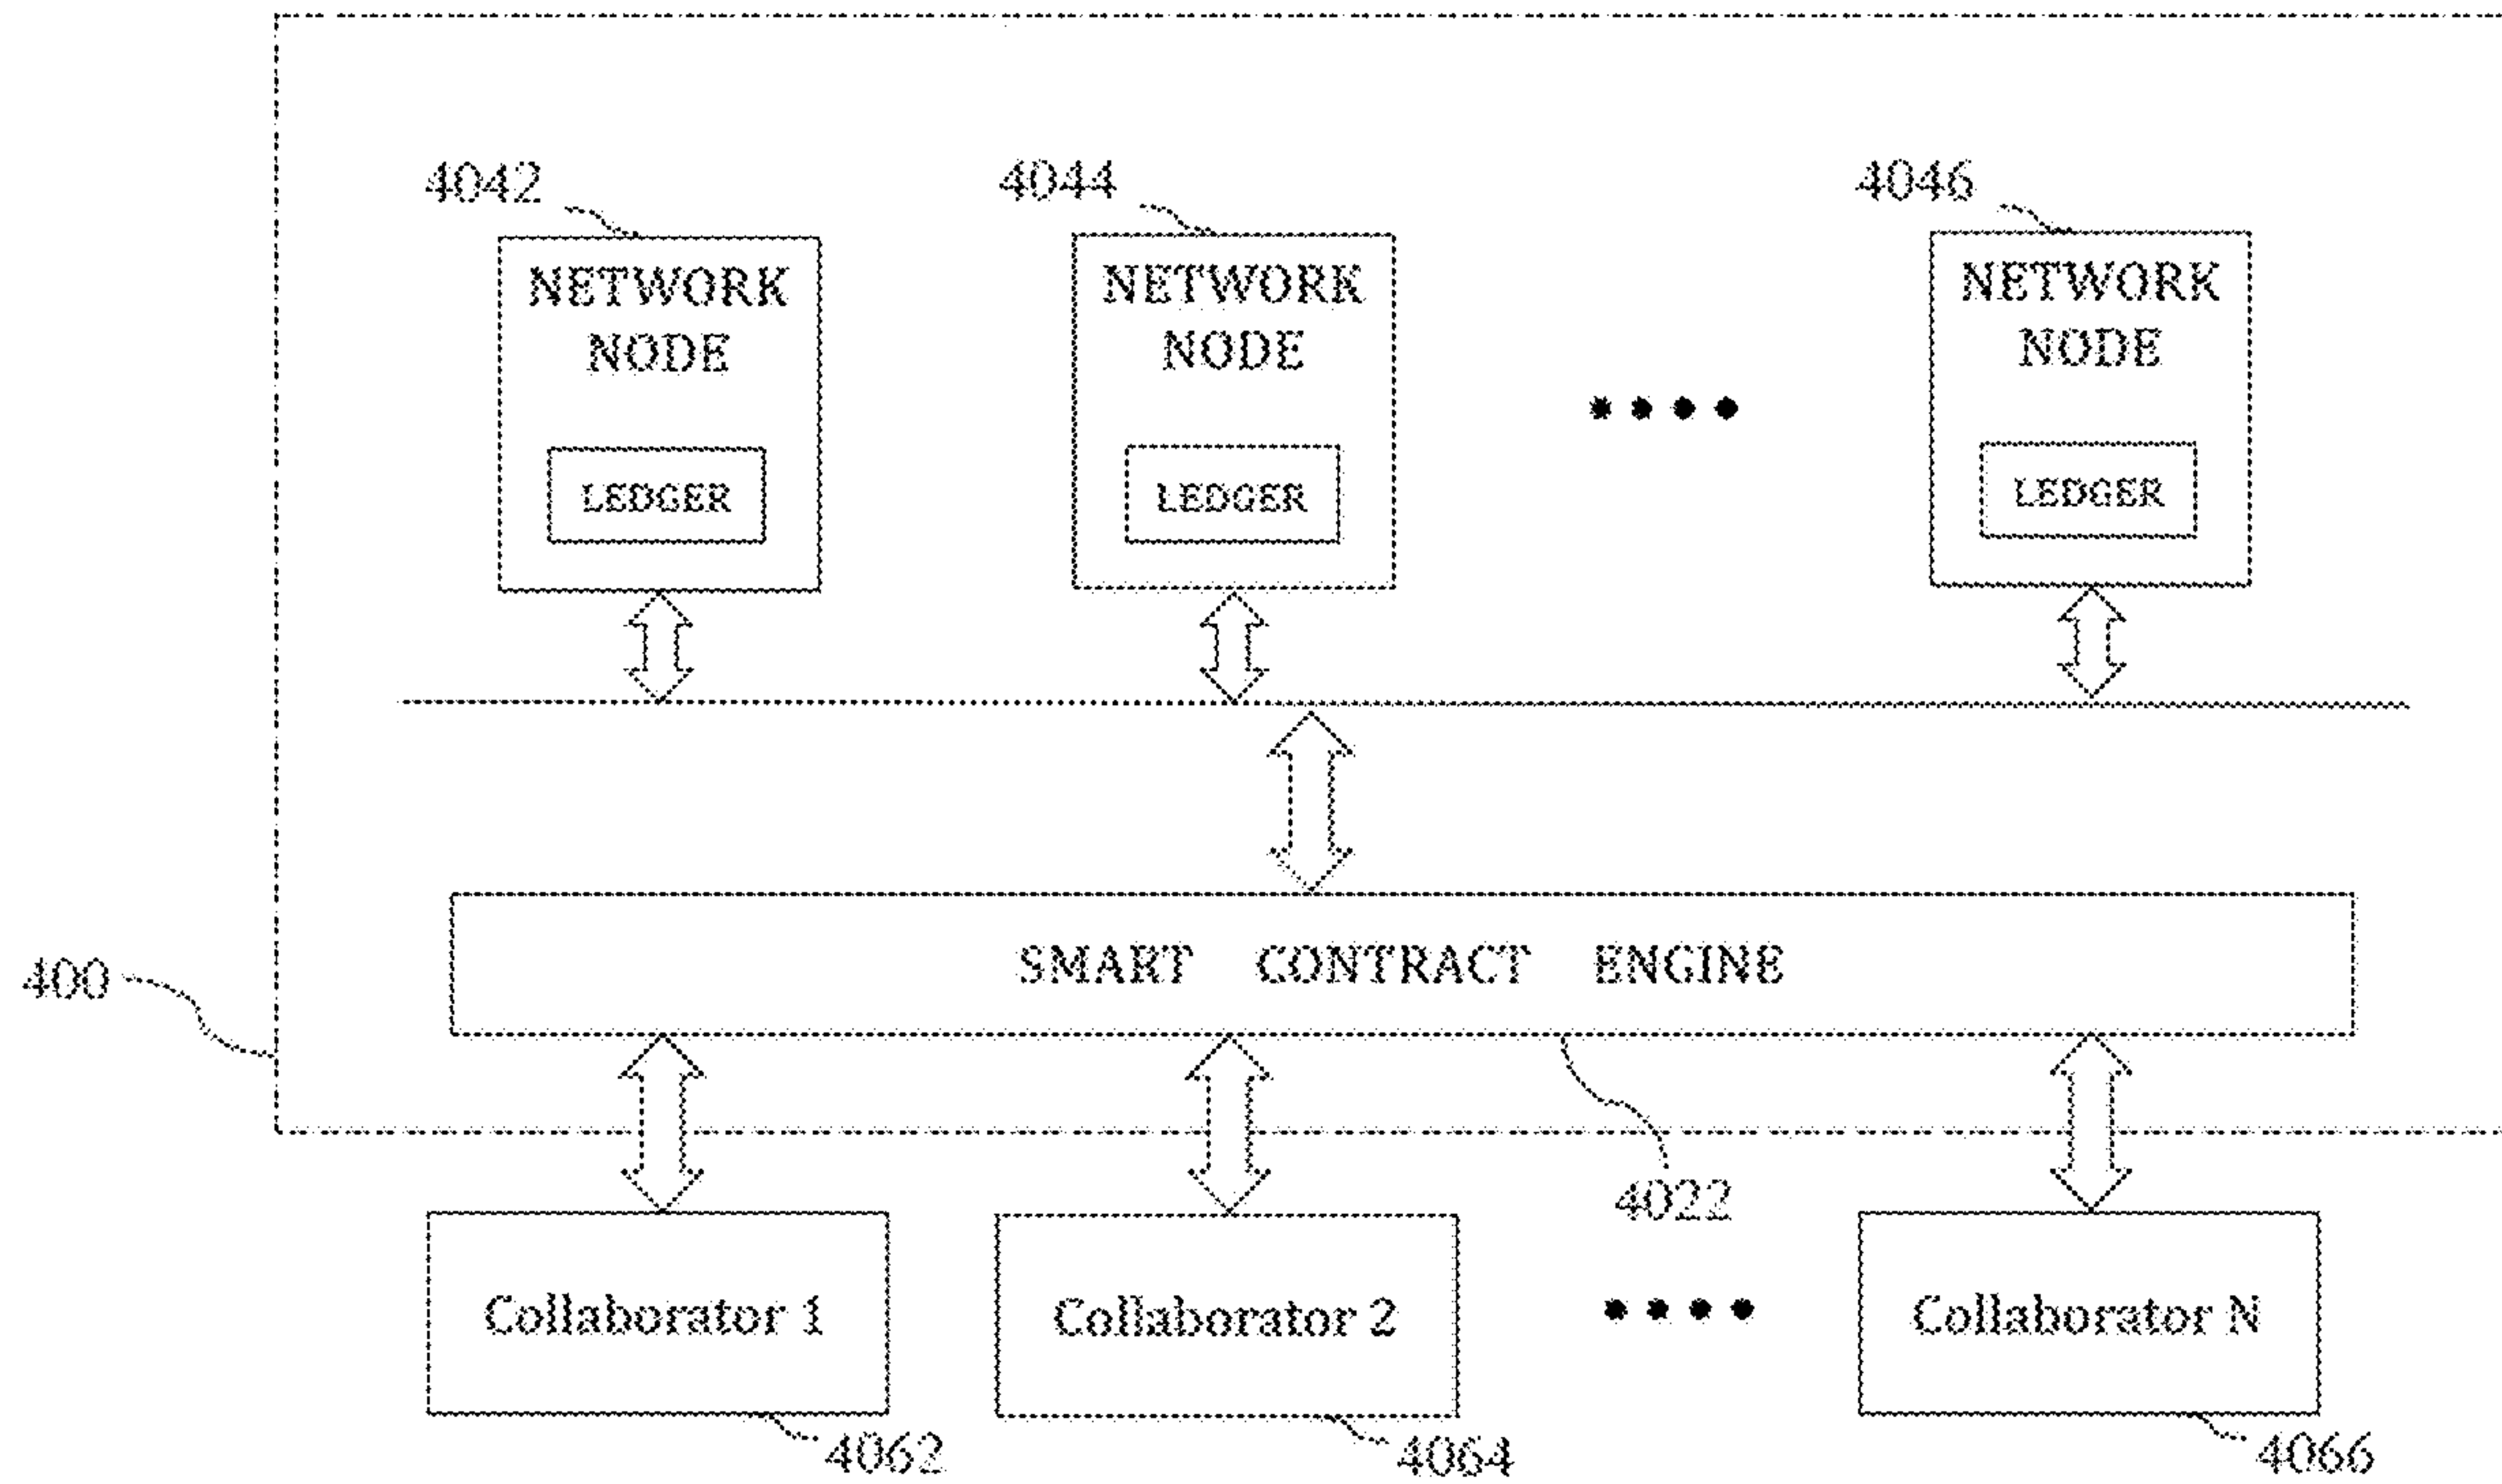 4042
4044
4046
NETWORK
NODE
LEDGER
NETWORK
NODE
LEDGER
NETWORK
NODE
LEDGER
SMART CONTRACT ENGINE
400
4022
Collaborator 1
Collaborator 2
Collaborator N
4062
4064
4066